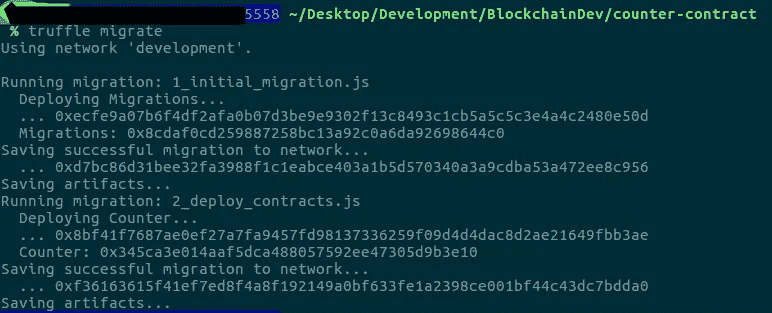 5558 ~/Desktop/Development/BlockchainDev/counter-contract
% truffle migrate
Using network 'development'.
Running migration: 1_initial_migration.js
Deploying Migrations...
... 0xecfe9a07b6f4df2afa0b07d3be9e9302f13c8493c1cb5a5c5c3e4a4c2480e50d
Migrations: 0x8cdaf0cd259887258bc13a92c0a6da92698644c0
Saving successful migration to network...
... 0xd7bc86d31bee32fa3988f1c1eabce403a1b5d570340a3a9cdba53a472ee8c956
Saving artifacts...
Running migration: 2_deploy_contracts.js
Deploying Counter...
... 0x8bf41f7687ae0ef27a7fa9457fd98137336259f09d4d4dac8d2ae21649fbb3ae
Counter: 0x345ca3e014aaf5dca488057592ee47305d9b3e10
Saving successful migration to network...
... 0xf36163615f41ef7ed8f4a8f192149a0bf633fe1a2398ce001bf44c43dc7bdda0
Saving artifacts...